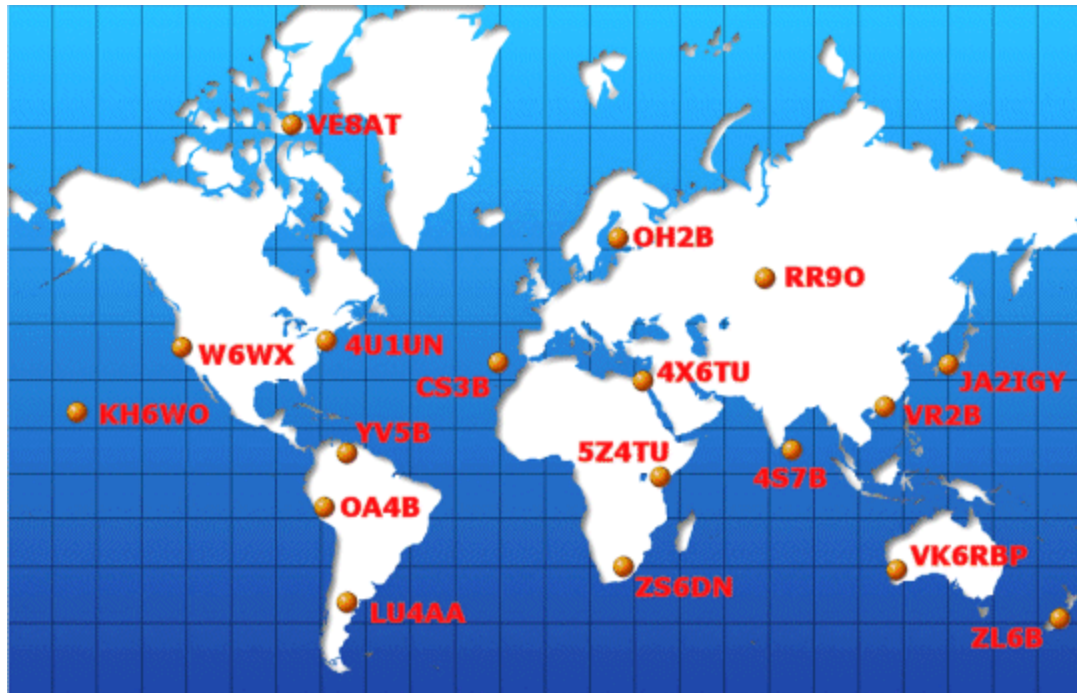 VE8AT
OH2B
RR9O
4U1UN
W6WX
CS3B
4X6TU
JA2IGY
KH6WO
VR2B
YV5B
5Z4TU
4S7B
OA4B
VK6RBP
ZS6DN
LU4AA
ZL6B